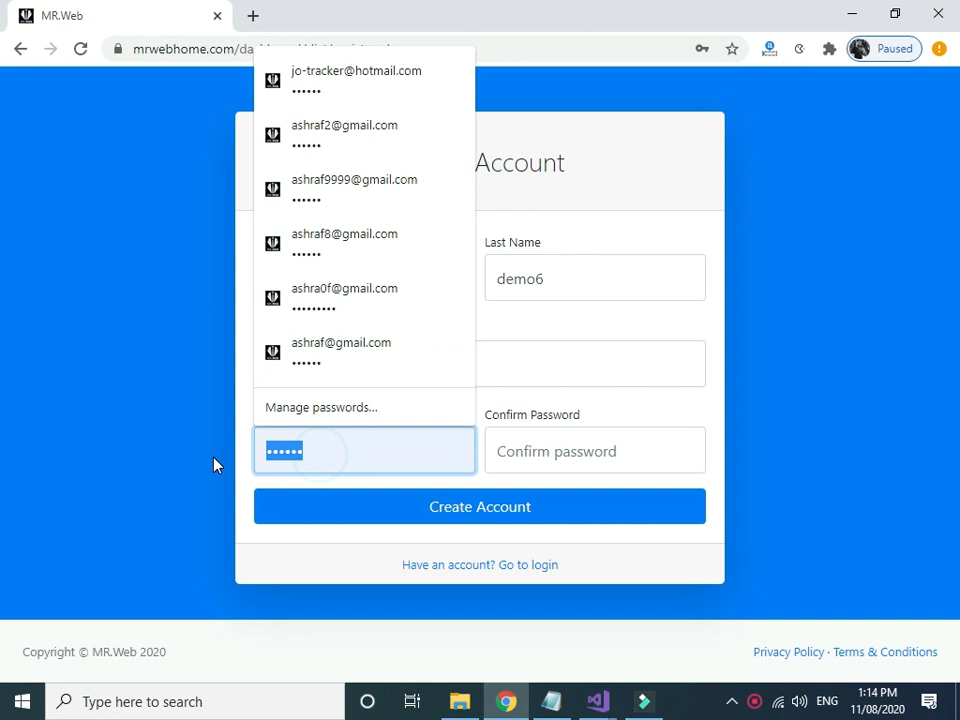 MR.Web
mrwebhome.com/da
Paused
jo-tracker@hotmail.com
••••••
ashraf2@gmail.com
••••••
ashraf9999@gmail.com
••••••
ashraf8@gmail.com
••••••
ashra0f@gmail.com
•••••••••
ashraf@gmail.com
••••••
Manage passwords...
Account
Last Name
demo6
Confirm Password
••••••
Confirm password
Create Account
Have an account? Go to login
Copyright © MR.Web 2020
Privacy Policy · Terms & Conditions
Type here to search
ENG
1:14 PM
11/08/2020